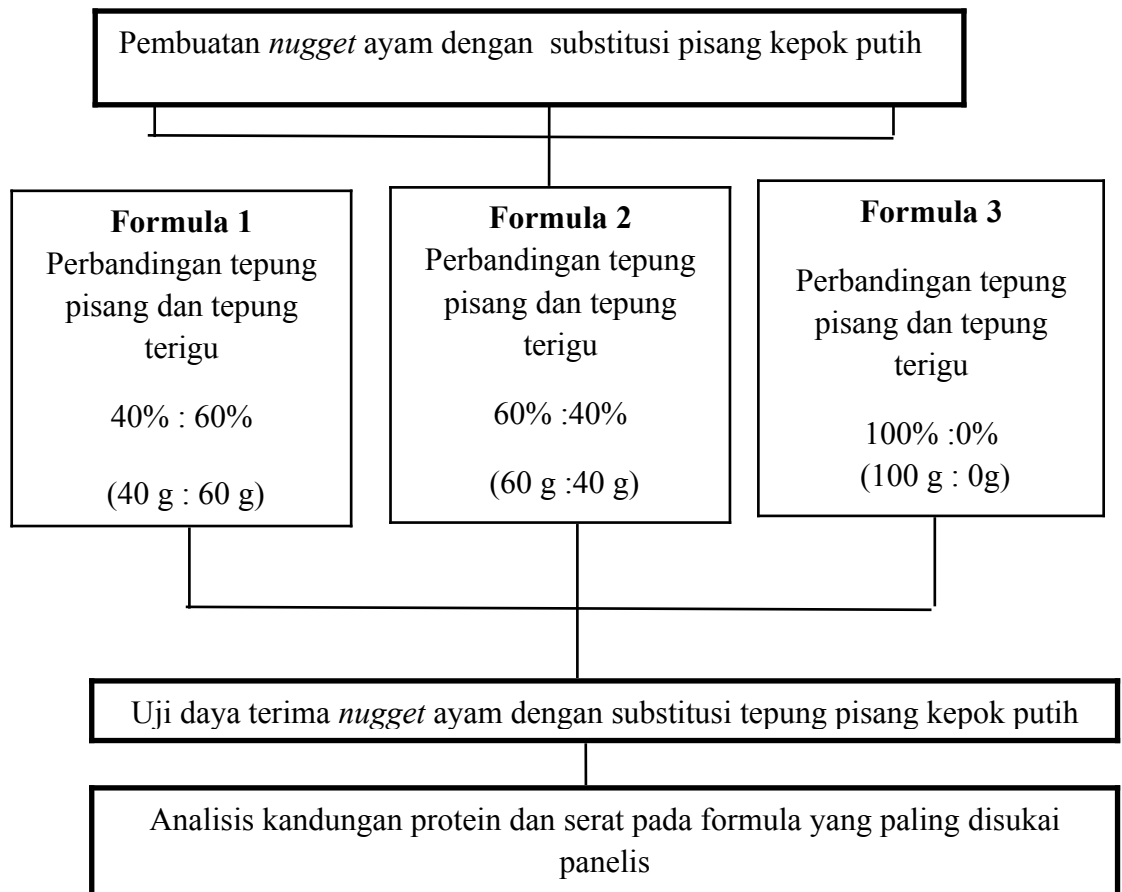 Pembuatan nugget ayam dengan  substitusi pisang kepok putih
Formula 1
Perbandingan tepung
pisang dan tepung
terigu
40% : 60%
(40 g : 60 g)
Formula 2
Perbandingan tepung
pisang dan tepung
terigu
60% :40%
(60 g :40 g)
Formula 3
Perbandingan tepung
pisang dan tepung
terigu
100% :0%
(100 g : 0g)
Uji daya terima nugget ayam dengan substitusi tepung pisang kepok putih
Analisis kandungan protein dan serat pada formula yang paling disukai
panelis